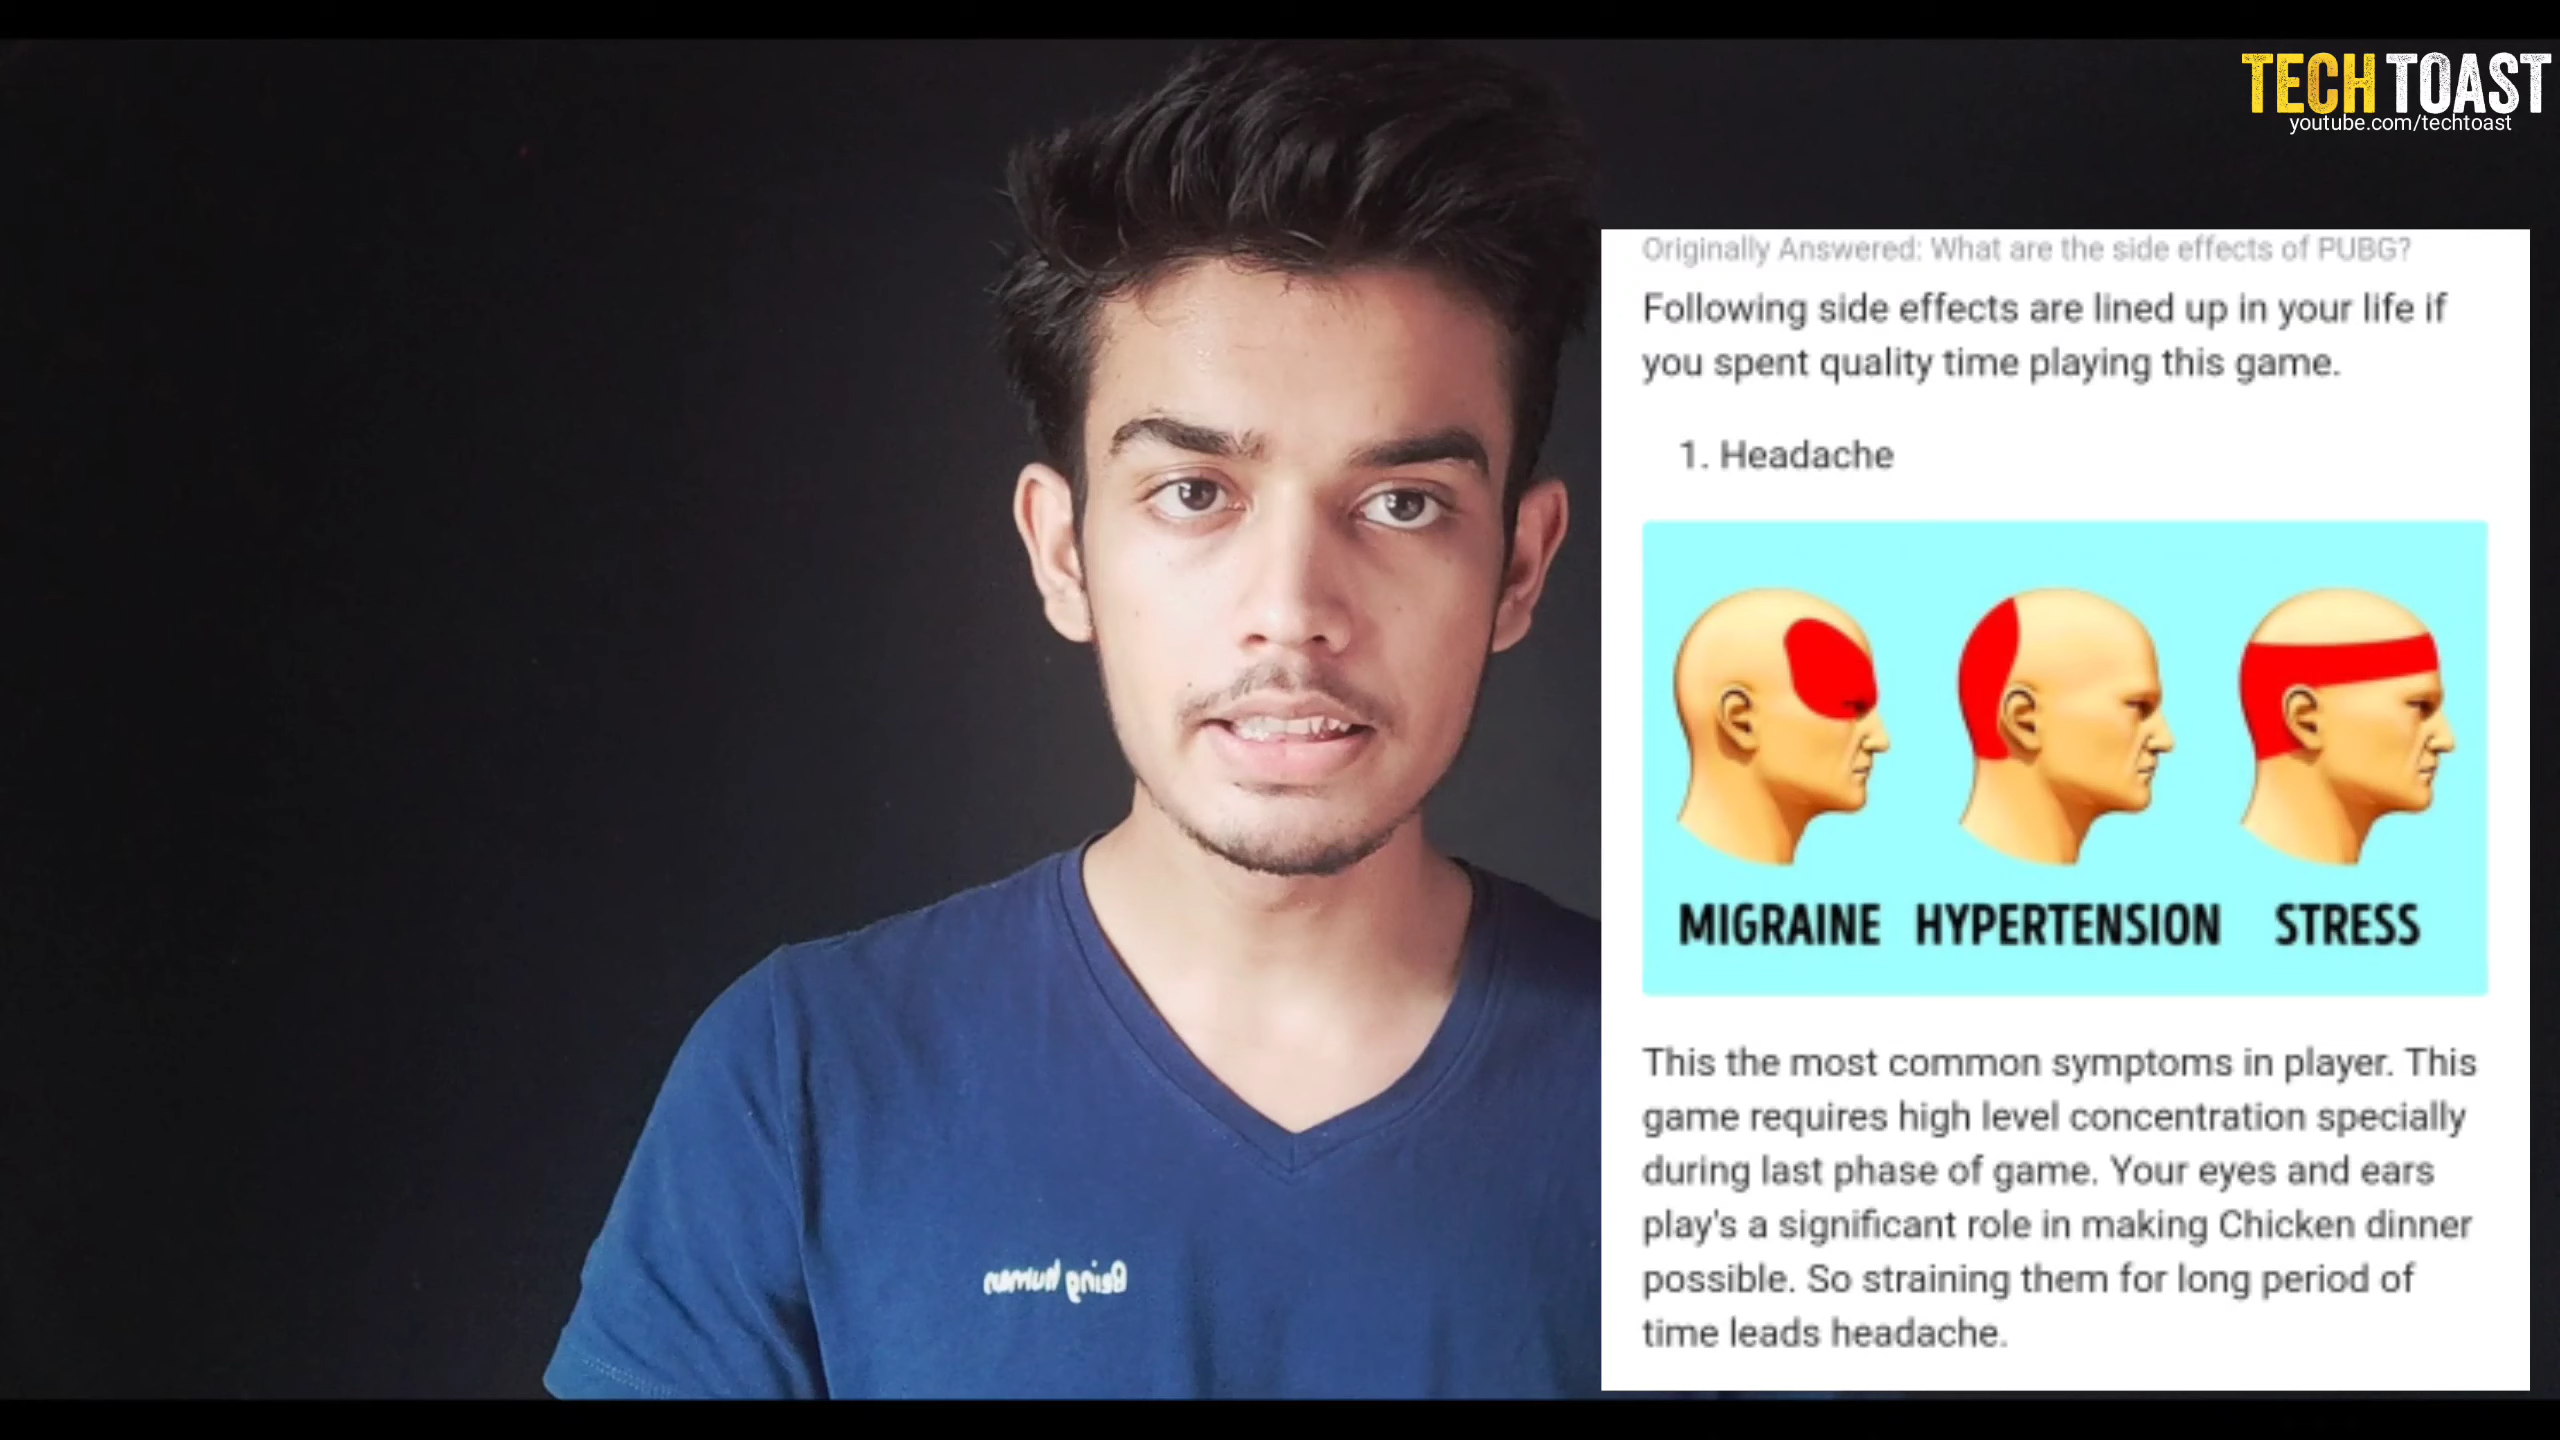 TECH TOAST
youtube.com/techtoast
Originally Answered: What are the side effects of PUBG?
Following side effects are lined up in your life if
you spent quality time playing this game.
1. Headache
MIGRAINE HYPERTENSION STRESS
This the most common symptoms in player. This
game requires high level concentration specially
during last phase of game. Your eyes and ears
play's a significant role in making Chicken dinner
possible. So straining them for long period of
time leads headache.
Being human